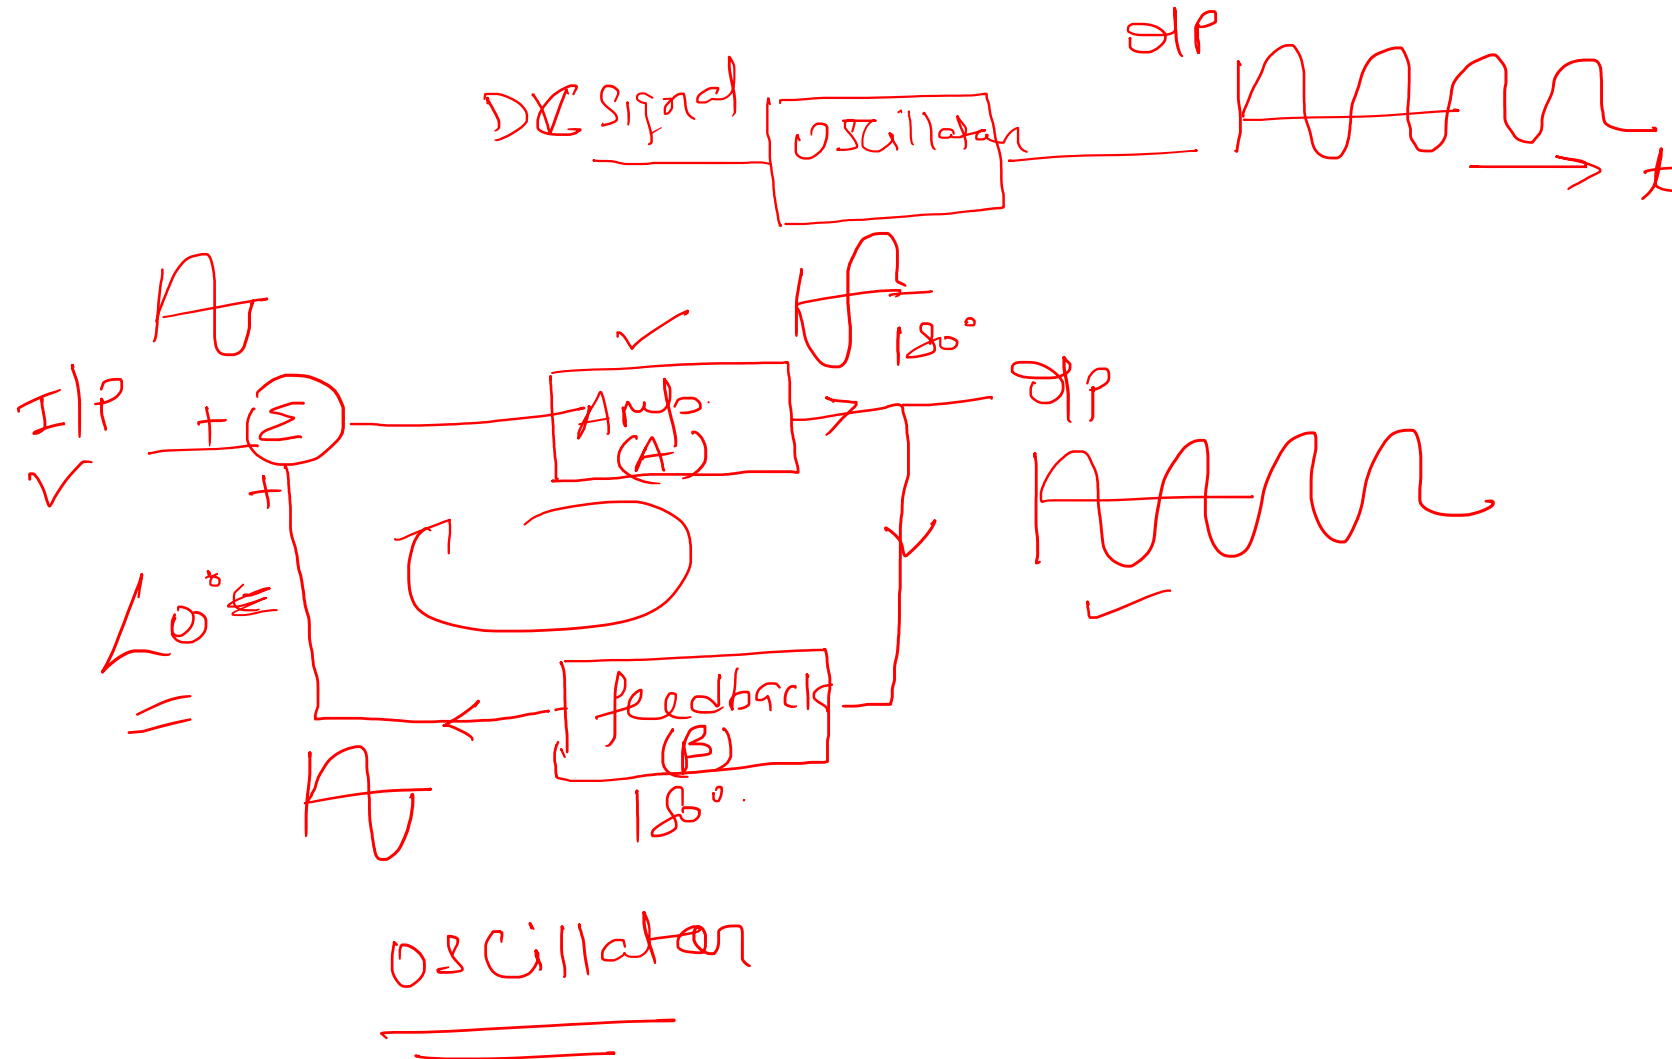 O/P
DC Signal
Oscillator
t
180°
I/P
+
Σ
Amp.
(A)
O/P
+
∠0°
feedback
(β)
180°
OSCillator